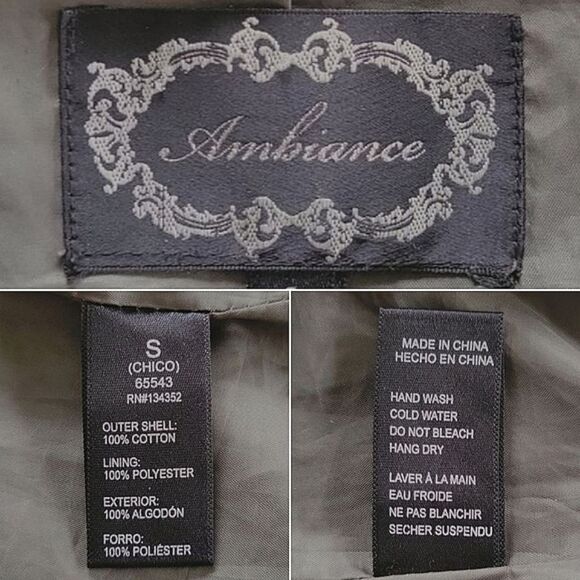 Ambiance
S
(CHICO)
65543
RN#134352
OUTER SHELL:
100% COTTON
LINING:
100% POLYESTER
EXTERIOR:
100% ALGODÓN
FORRO:
100% POLIÉSTER
MADE IN CHINA
HECHO EN CHINA
HAND WASH
COLD WATER
DO NOT BLEACH
HANG DRY
LAVER À LA MAIN
EAU FROIDE
NE PAS BLANCHIR
SECHER SUSPENDU